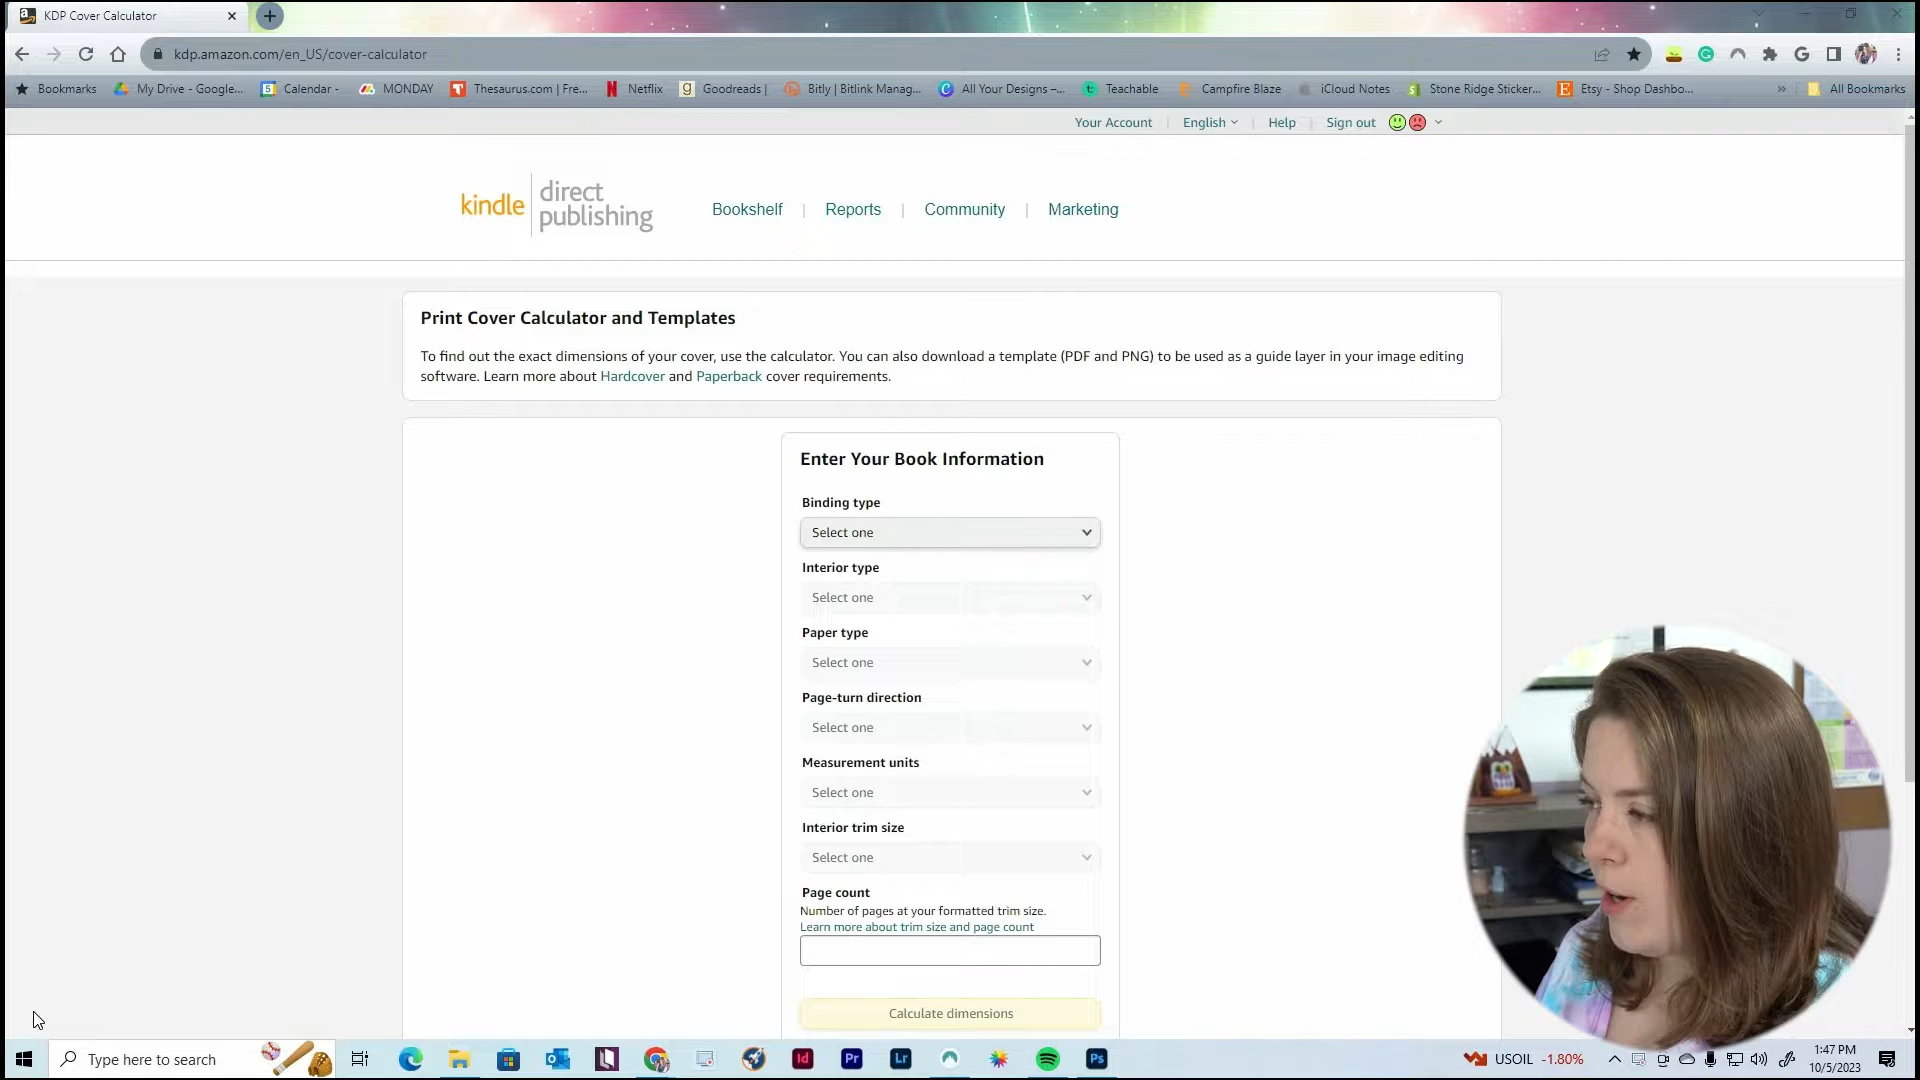 KDP Cover Calculator
kdp.amazon.com/en_US/cover-calculator
Bookmarks My Drive - Google... Calendar - MONDAY Thesaurus.com | Fre... Netflix Goodreads | Bitly | Bitlink Manag... All Your Designs –... Teachable Campfire Blaze iCloud Notes Stone Ridge Sticker... Etsy - Shop Dashbo... » All Bookmarks
Your Account English Help Sign out
kindle direct publishing
Bookshelf Reports Community Marketing
Print Cover Calculator and Templates
To find out the exact dimensions of your cover, use the calculator. You can also download a template (PDF and PNG) to be used as a guide layer in your image editing
software. Learn more about Hardcover and Paperback cover requirements.
Enter Your Book Information
Binding type
Select one
Interior type
Select one
Paper type
Select one
Page-turn direction
Select one
Measurement units
Select one
Interior trim size
Select one
Page count
Number of pages at your formatted trim size.
Learn more about trim size and page count
Calculate dimensions
Type here to search
Id Pr Lr Ps
USOIL -1.80%
1:47 PM
10/5/2023